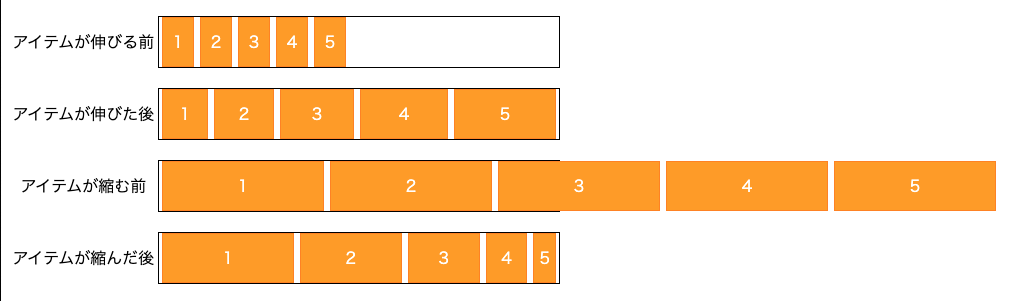 アイテムが伸びる前 1 2 3 4 5
アイテムが伸びた後 1 2 3 4 5
アイテムが縮む前 1 2 3 4 5
アイテムが縮んだ後 1 2 3 4 5